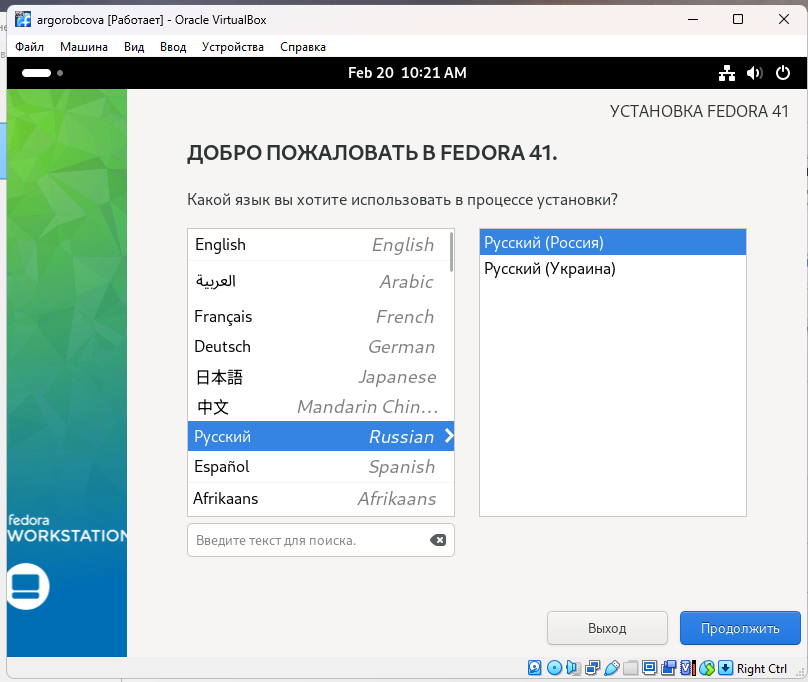 argorobcova [Работает] - Oracle VirtualBox
Файл Машина Вид Ввод Устройства Справка
Feb 20 10:21 AM
УСТАНОВКА FEDORA 41
ДОБРО ПОЖАЛОВАТЬ В FEDORA 41.
Какой язык вы хотите использовать в процессе установки?
English English
العربية Arabic
Français French
Deutsch German
日本語 Japanese
中文 Mandarin Chin...
Русский Russian
Español Spanish
Afrikaans Afrikaans
Русский (Россия)
Русский (Украина)
Введите текст для поиска.
fedora
WORKSTATION
Выход Продолжить
Right Ctrl